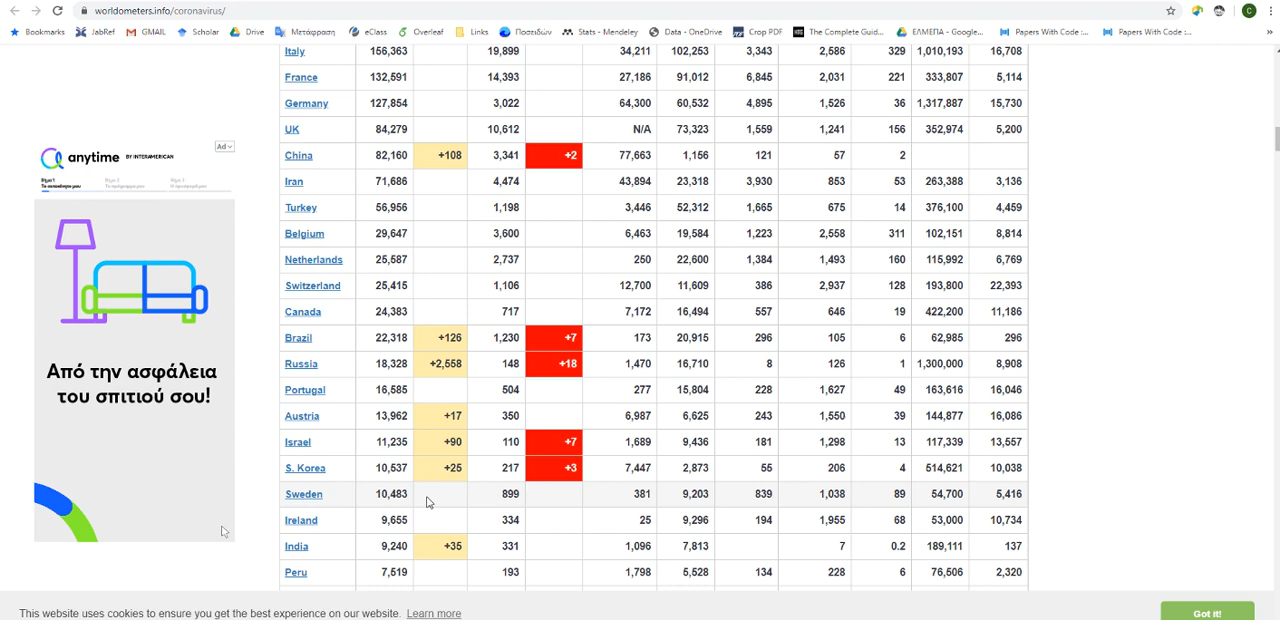 worldometers.info/coronavirus/
Bookmarks JabRef GMAIL Scholar Drive Μετάφραση eClass Overleaf Links Ποσειδών Stats - Mendeley Data - OneDrive Crop PDF The Complete Guid... ΕΛΜΕΠΑ - Google... Papers With Code :... Papers With Code :... »
Italy 156,363 19,899 34,211 102,253 3,343 2,586 329 1,010,193 16,708
France 132,591 14,393 27,186 91,012 6,845 2,031 221 333,807 5,114
Germany 127,854 3,022 64,300 60,532 4,895 1,526 36 1,317,887 15,730
UK 84,279 10,612 N/A 73,323 1,559 1,241 156 352,974 5,200
China 82,160 +108 3,341 +2 77,663 1,156 121 57 2
Iran 71,686 4,474 43,894 23,318 3,930 853 53 263,388 3,136
Turkey 56,956 1,198 3,446 52,312 1,665 675 14 376,100 4,459
Belgium 29,647 3,600 6,463 19,584 1,223 2,558 311 102,151 8,814
Netherlands 25,587 2,737 250 22,600 1,384 1,493 160 115,992 6,769
Switzerland 25,415 1,106 12,700 11,609 386 2,937 128 193,800 22,393
Canada 24,383 717 7,172 16,494 557 646 19 422,200 11,186
Brazil 22,318 +126 1,230 +7 173 20,915 296 105 6 62,985 296
Russia 18,328 +2,558 148 +18 1,470 16,710 8 126 1 1,300,000 8,908
Portugal 16,585 504 277 15,804 228 1,627 49 163,616 16,046
Austria 13,962 +17 350 6,987 6,625 243 1,550 39 144,877 16,086
Israel 11,235 +90 110 +7 1,689 9,436 181 1,298 13 117,339 13,557
S. Korea 10,537 +25 217 +3 7,447 2,873 55 206 4 514,621 10,038
Sweden 10,483 899 381 9,203 839 1,038 89 54,700 5,416
Ireland 9,655 334 25 9,296 194 1,955 68 53,000 10,734
India 9,240 +35 331 1,096 7,813 7 0.2 189,111 137
Peru 7,519 193 1,798 5,528 134 228 6 76,506 2,320
Ad
anytime BY INTERAMERICAN
Από την ασφάλεια
του σπιτιού σου!
This website uses cookies to ensure you get the best experience on our website. Learn more
Got it!
C